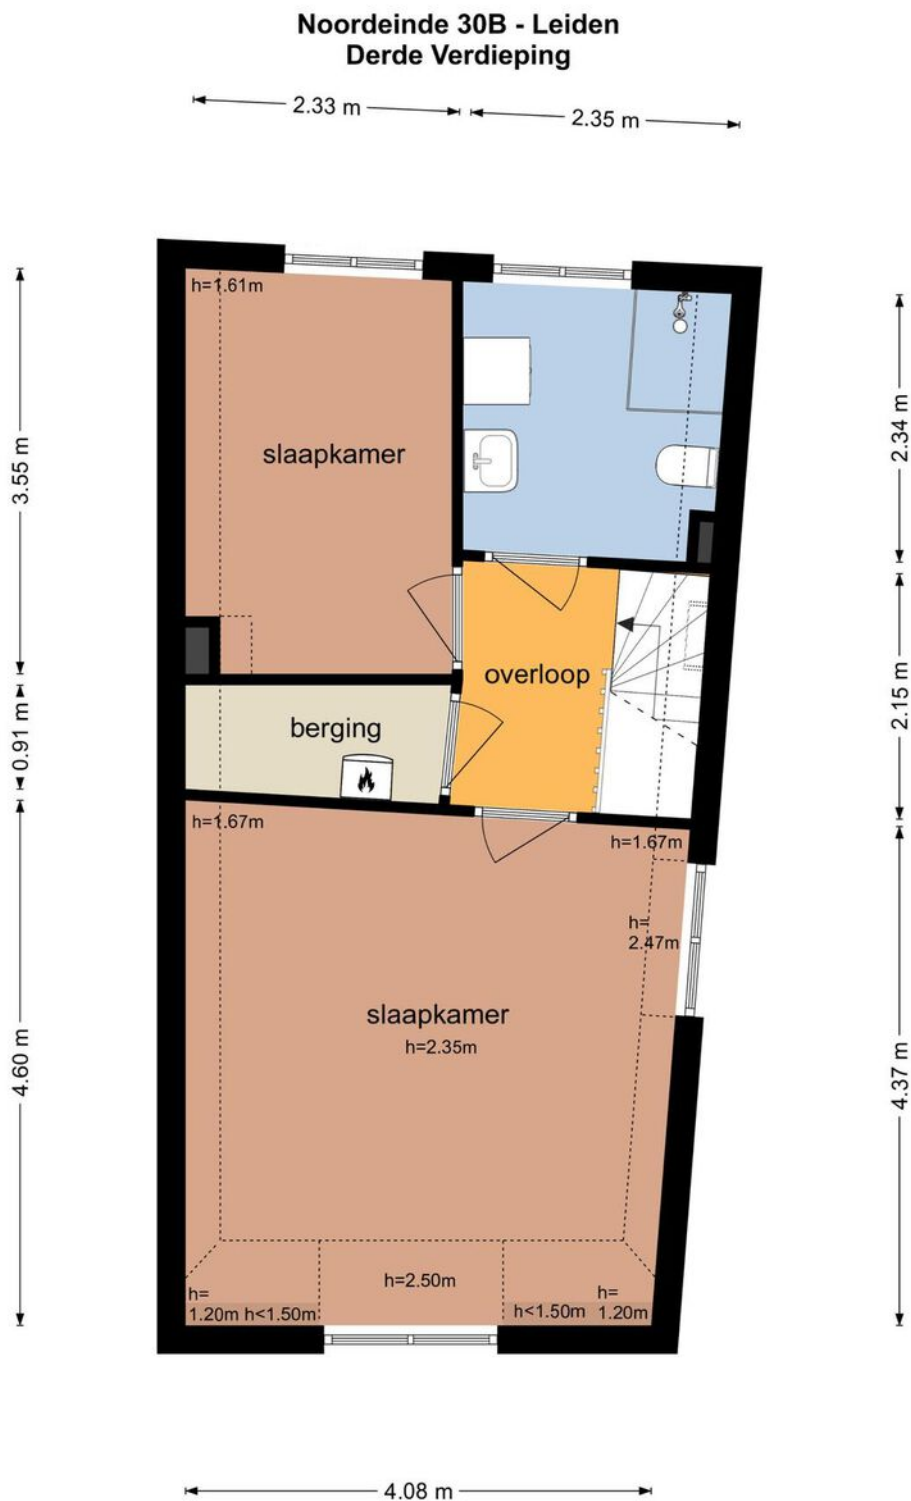 Noordeinde 30B - Leiden
Derde Verdieping
2.33 m
2.35 m
h=1.61m
3.55 m
2.34 m
slaapkamer
overloop
2.15 m
0.91 m
berging
h=1.67m
h=1.67m
h=
2.47m
slaapkamer
h=2.35m
4.60 m
4.37 m
h=2.50m
h=
1.20m h<1.50m
h<1.50m
h=
1.20m
4.08 m